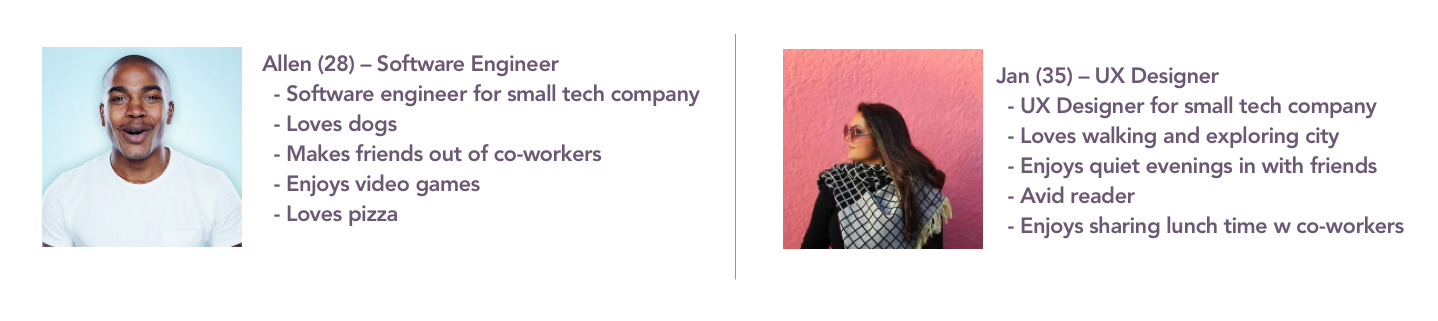 Allen (28) – Software Engineer
- Software engineer for small tech company
- Loves dogs
- Makes friends out of co-workers
- Enjoys video games
- Loves pizza
Jan (35) – UX Designer
- UX Designer for small tech company
- Loves walking and exploring city
- Enjoys quiet evenings in with friends
- Avid reader
- Enjoys sharing lunch time w co-workers